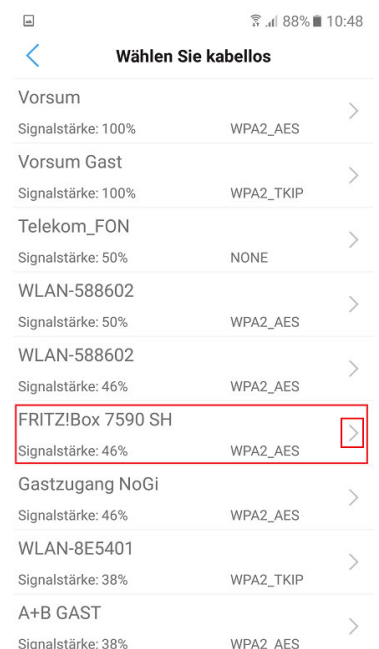 88% 10:48
Wählen Sie kabellos
Vorsum
Signalstärke: 100% WPA2_AES
Vorsum Gast
Signalstärke: 100% WPA2_TKIP
Telekom_FON
Signalstärke: 50% NONE
WLAN-588602
Signalstärke: 50% WPA2_AES
WLAN-588602
Signalstärke: 46% WPA2_AES
FRITZ!Box 7590 SH
Signalstärke: 46% WPA2_AES
Gastzugang NoGi
Signalstärke: 46% WPA2_AES
WLAN-8E5401
Signalstärke: 38% WPA2_TKIP
A+B GAST
Signalstärke: 38% WPA2_AES